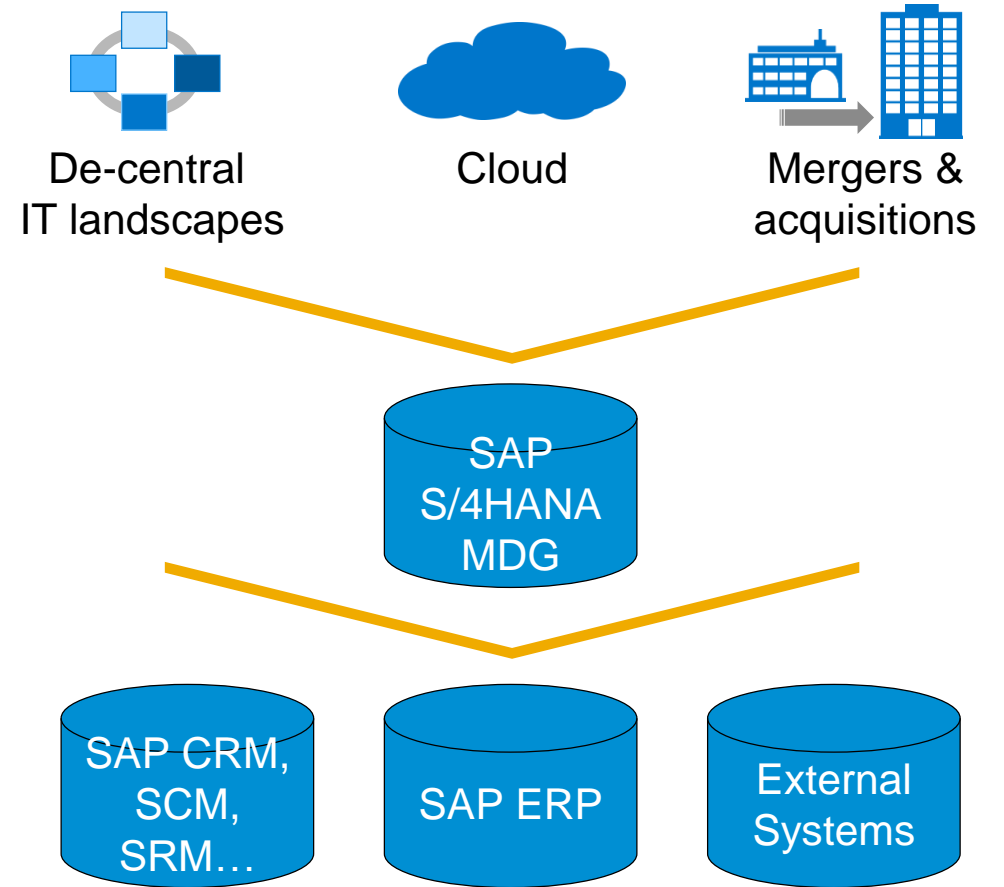 De-central
IT landscapes
Cloud
Mergers &
acquisitions
SAP
S/4HANA
MDG
SAP CRM,
SCM,
SRM…
SAP ERP
External
Systems